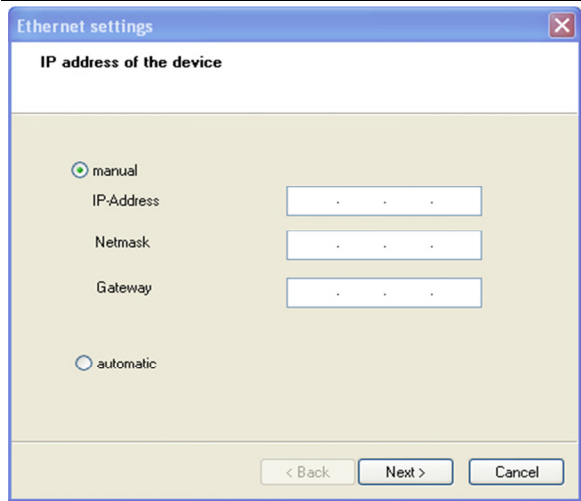 Ethernet settings
IP address of the device
manual
IP-Address . . .
Netmask . . .
Gateway . . .
automatic
< Back Next > Cancel